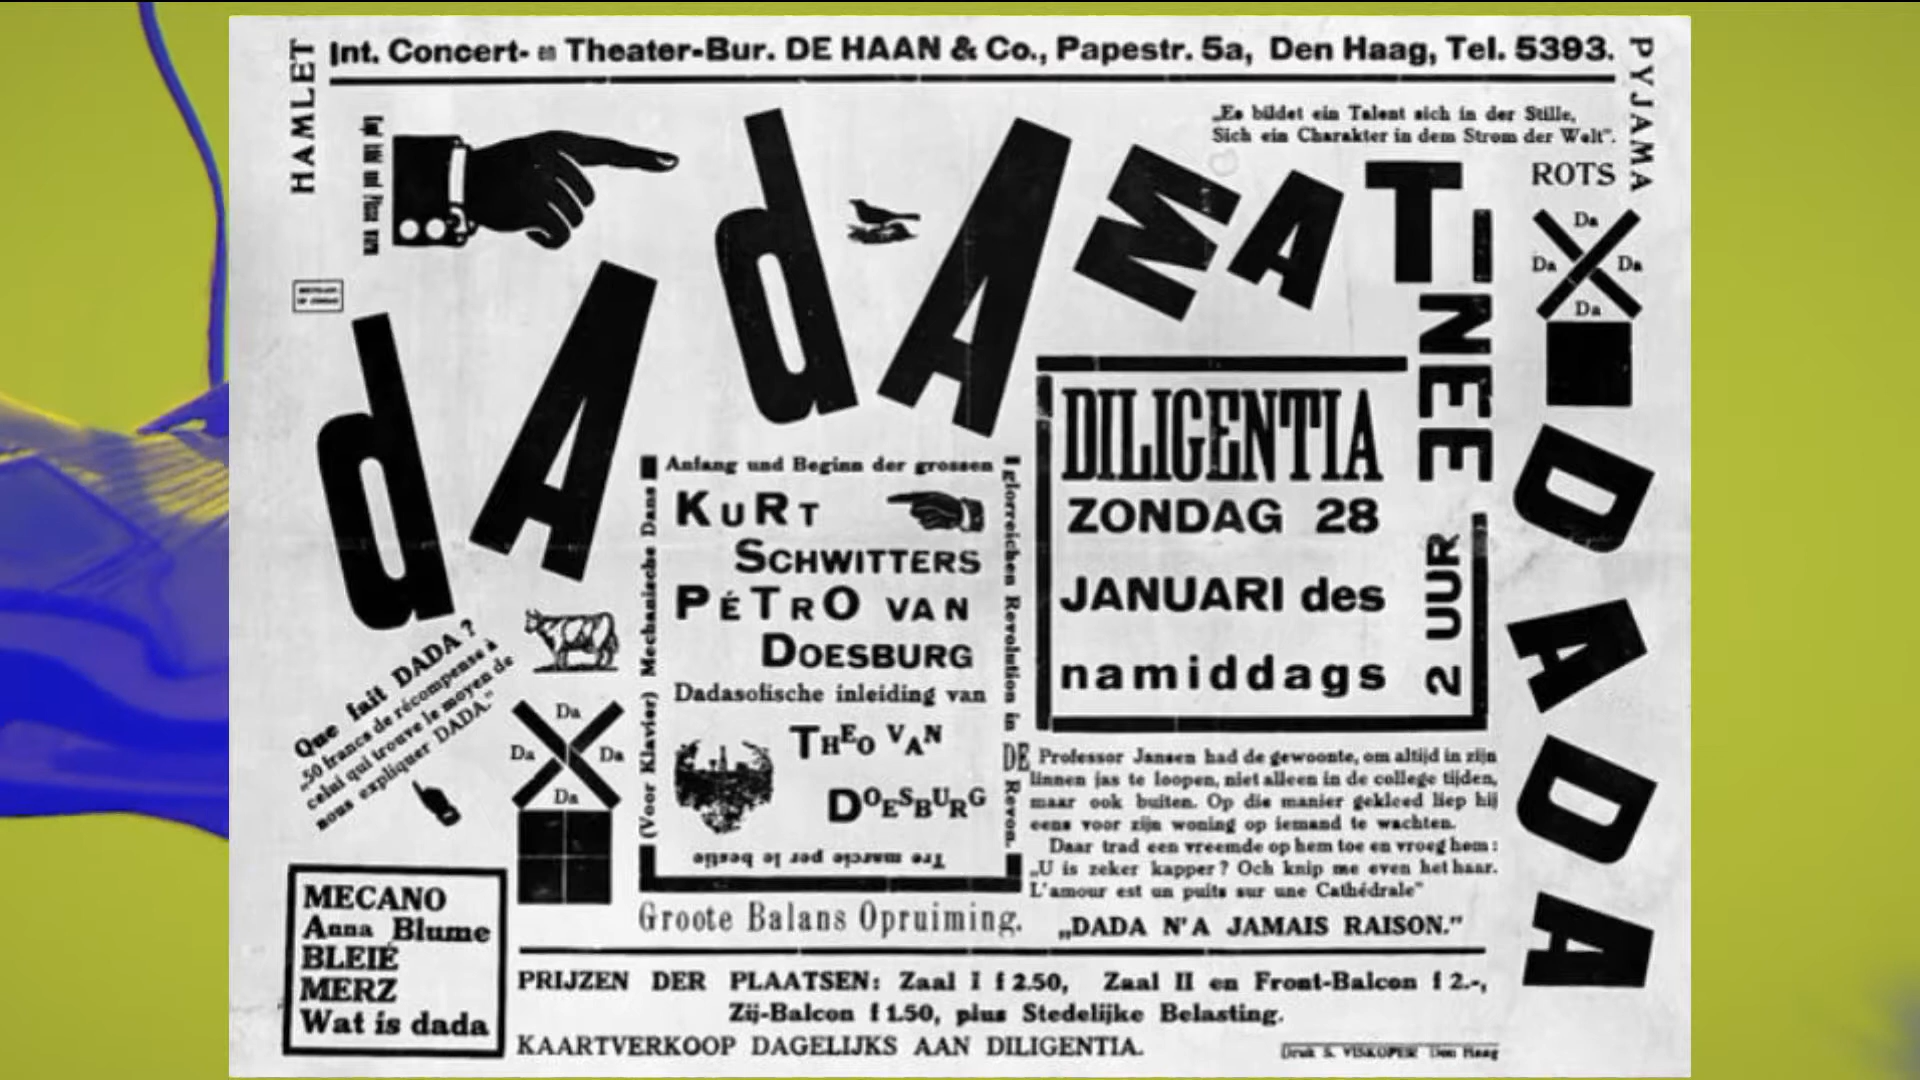 Int. Concert- en Theater-Bur. DE HAAN & Co., Papestr. 5a, Den Haag, Tel. 5393.
HAMLET
PYJAMA
„Es bildet ein Talent sich in der Stille,
Sich ein Charakter in dem Strom der Welt".
ROTS
Da
Da Da
Da
dA dA MATINEE
DADA
DILIGENTIA
ZONDAG 28
JANUARI des
namiddags
2 UUR
Anfang und Beginn der grossen
glorreichen Revolution in Revon.
(Voor Klavier) Mechanische Dans
KuRT
SCHWITTERS
PÉTRO VAN
DOESBURG
Dadasofische inleiding van
THEO VAN
DOESBURG
Tre marcie per le bestie
Que fait DADA?
„50 francs de récompense à
celui qui trouve le moyen de
nous expliquer DADA."
Da
Da Da
Da
DE Professor Jansen had de gewoonte, om altijd in zijn
linnen jas te loopen, niet alleen in de college tijden,
maar ook buiten. Op die manier gekleed liep hij
eens voor zijn woning op iemand te wachten.
Daar trad een vreemde op hem toe en vroeg hem:
„U is zeker kapper? Och knip me even het haar.
L'amour est un puits sur une Cathédrale"
Groote Balans Opruiming.
„DADA N'A JAMAIS RAISON."
MECANO
Anna Blume
BLEIE
MERZ
Wat is dada
PRIJZEN DER PLAATSEN: Zaal I f 2.50, Zaal II en Front-Balcon f 2.-,
Zij-Balcon f 1.50, plus Stedelijke Belasting.
KAARTVERKOOP DAGELIJKS AAN DILIGENTIA.
Druk S. VISKOPER Den Haag